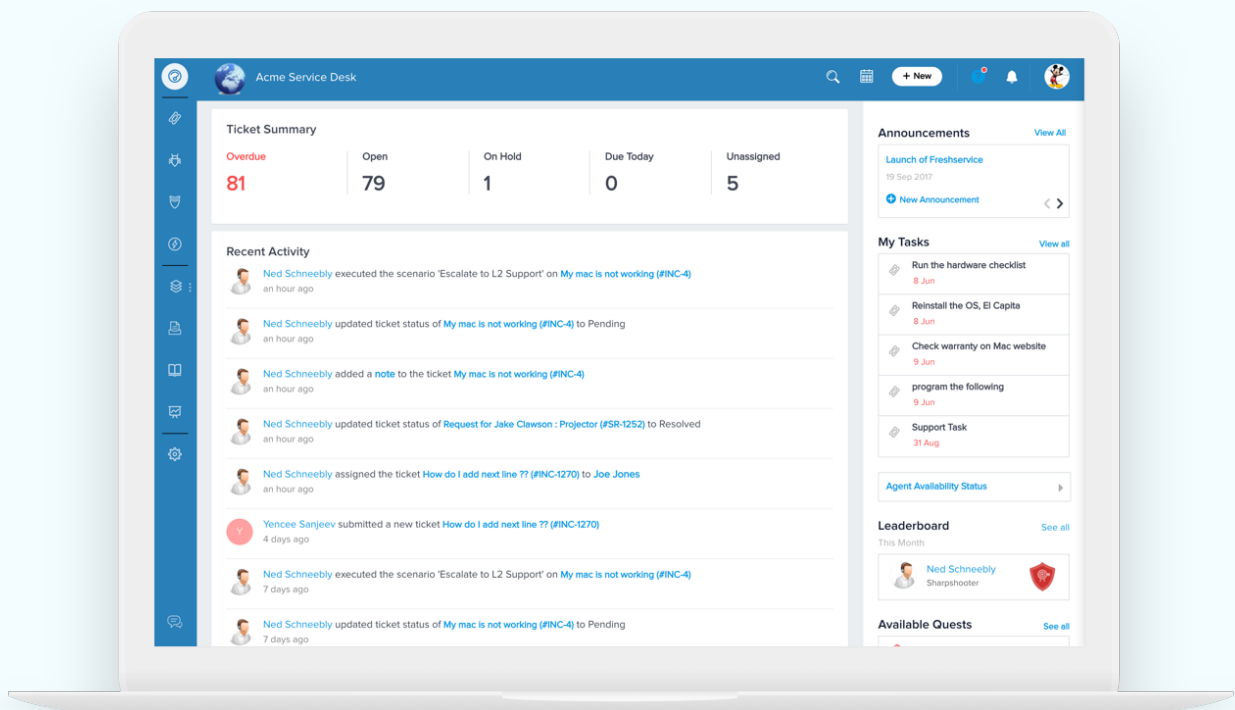 Acme Service Desk
+ New
Ticket Summary
Overdue
Open
On Hold
Due Today
Unassigned
81
79
1
0
5
Recent Activity
Ned Schneebly executed the scenario 'Escalate to L2 Support' on My mac is not working (#INC-4)
an hour ago
Ned Schneebly updated ticket status of My mac is not working (#INC-4) to Pending
an hour ago
Ned Schneebly added a note to the ticket My mac is not working (#INC-4)
an hour ago
Ned Schneebly updated ticket status of Request for Jake Clawson : Projector (#SR-1252) to Resolved
an hour ago
Ned Schneebly assigned the ticket How do I add next line ?? (#INC-1270) to Joe Jones
an hour ago
Y
Yencee Sanjeev submitted a new ticket How do I add next line ?? (#INC-1270)
4 days ago
Ned Schneebly executed the scenario 'Escalate to L2 Support' on My mac is not working (#INC-4)
7 days ago
Ned Schneebly updated ticket status of My mac is not working (#INC-4) to Pending
7 days ago
Announcements
View All
Launch of Freshservice
19 Sep 2017
New Announcement
My Tasks
View all
Run the hardware checklist
8 Jun
Reinstall the OS, El Capita
8 Jun
Check warranty on Mac website
9 Jun
program the following
9 Jun
Support Task
31 Aug
Agent Availability Status
Leaderboard
See all
This Month
Ned Schneebly
Sharpshooter
Available Quests
See all